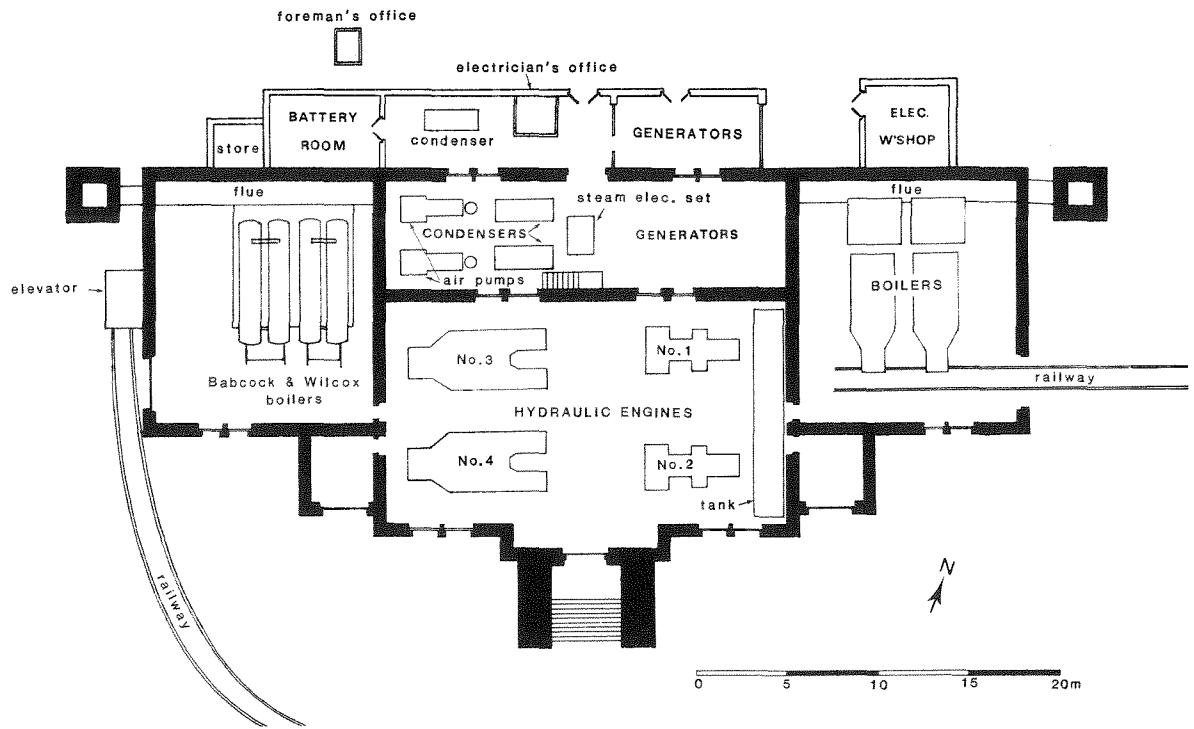 foreman's office
electrician's office
BATTERY
ROOM
condenser
GENERATORS
ELEC.
W'SHOP
store
flue
steam elec. set
flue
CONDENSERS
GENERATORS
air pumps
elevator
BOILERS
No.3
No.1
Babcock & Wilcox
boilers
railway
HYDRAULIC ENGINES
No.4
No.2
tank
railway
N
0 5 10 15 20m